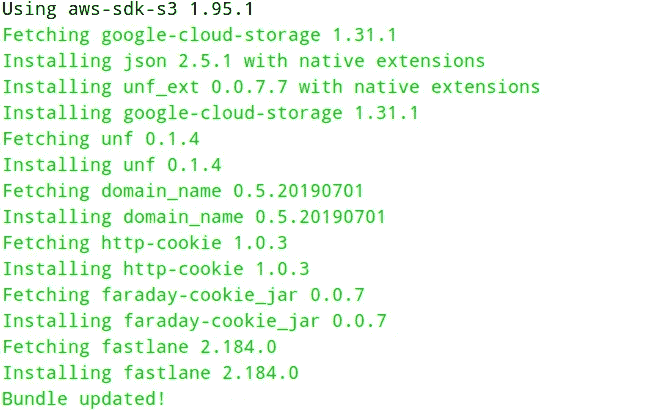 Using aws-sdk-s3 1.95.1
Fetching google-cloud-storage 1.31.1
Installing json 2.5.1 with native extensions
Installing unf_ext 0.0.7.7 with native extensions
Installing google-cloud-storage 1.31.1
Fetching unf 0.1.4
Installing unf 0.1.4
Fetching domain_name 0.5.20190701
Installing domain_name 0.5.20190701
Fetching http-cookie 1.0.3
Installing http-cookie 1.0.3
Fetching faraday-cookie_jar 0.0.7
Installing faraday-cookie_jar 0.0.7
Fetching fastlane 2.184.0
Installing fastlane 2.184.0
Bundle updated!